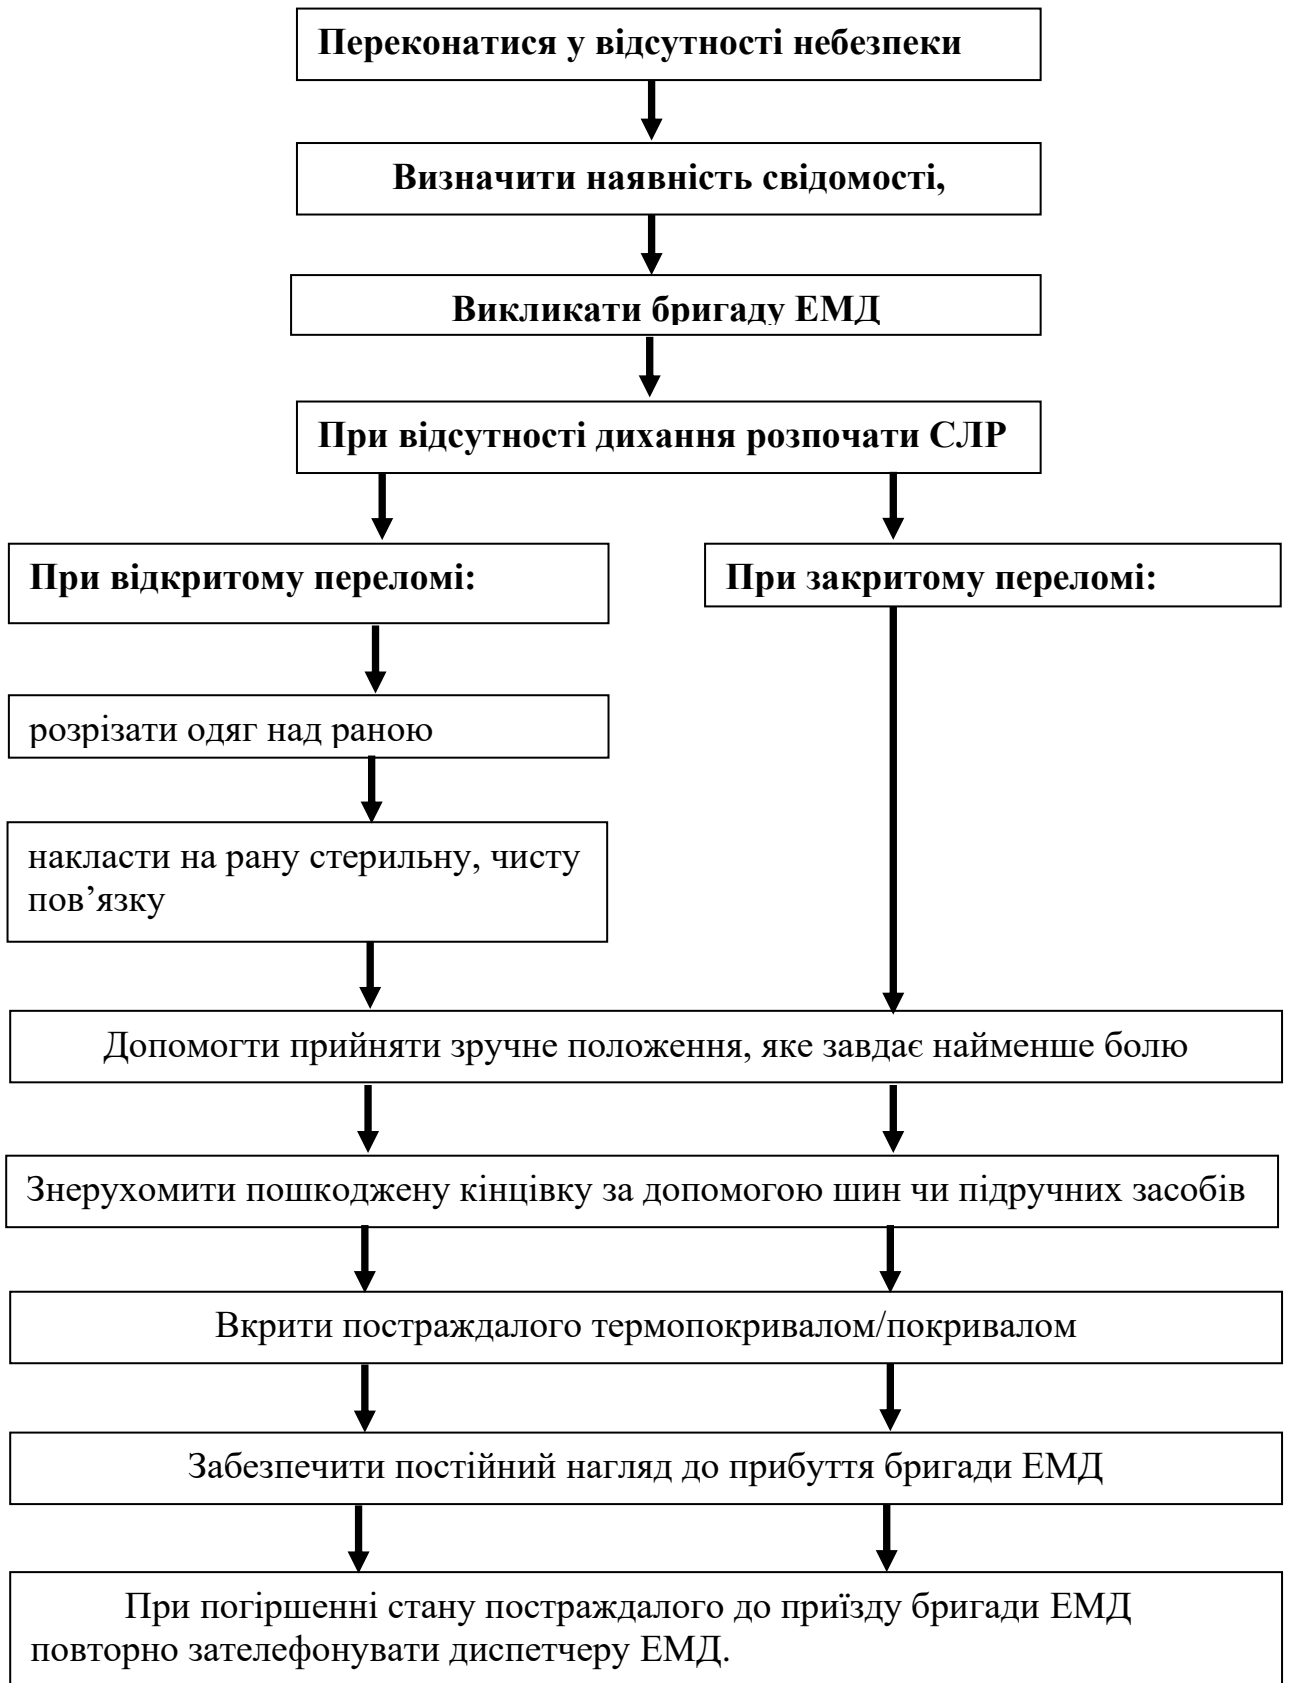 Переконатися у відсутності небезпеки
Визначити наявність свідомості,
Викликати бригаду ЕМД
При відсутності дихання розпочати СЛР
При відкритому переломі:
При закритому переломі:
розрізати одяг над раною
накласти на рану стерильну, чисту
пов’язку
Допомогти прийняти зручне положення, яке завдає найменше болю
Знерухомити пошкоджену кінцівку за допомогою шин чи підручних засобів
Вкрити постраждалого термопокривалом/покривалом
Забезпечити постійний нагляд до прибуття бригади ЕМД
При погіршенні стану постраждалого до приїзду бригади ЕМД
повторно зателефонувати диспетчеру ЕМД.